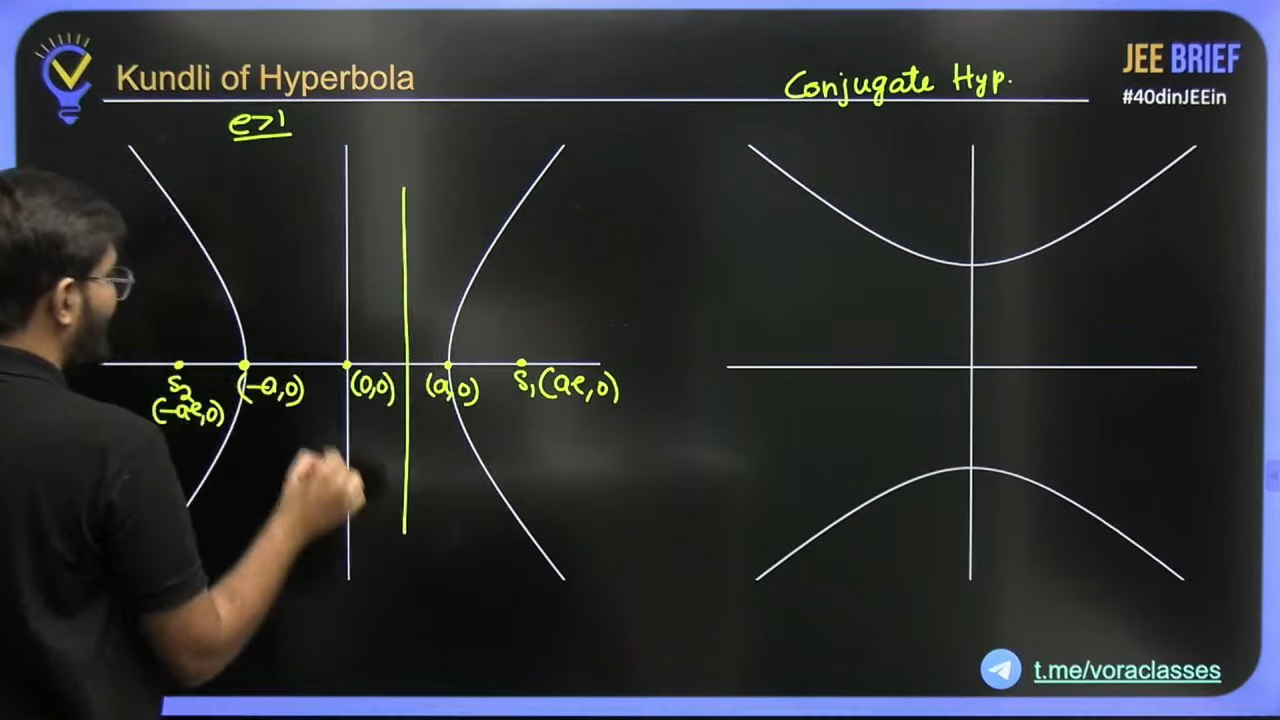 Kundli of Hyperbola
Conjugate Hyp.
JEE BRIEF
#40dinJEEin
e>1
S2
(-ae,0)
(-a,0)
(0,0)
(a,0)
S1(ae,0)
t.me/voraclasses